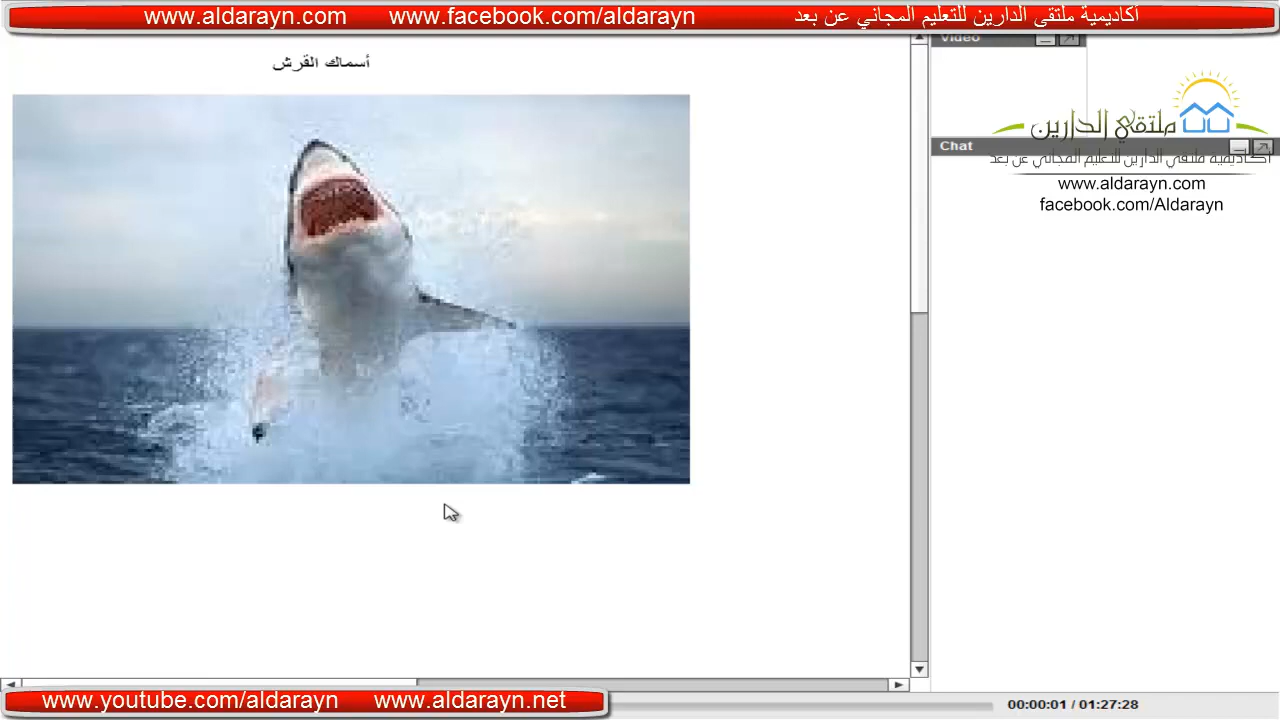 www.aldarayn.com www.facebook.com/aldarayn أكاديمية ملتقى الدارين للتعليم المجاني عن بعد
أسماك القرش
Video
ملتقى الدارين
Chat
أكاديمية ملتقى الدارين للتعليم المجاني عن بعد
www.aldarayn.com
facebook.com/Aldarayn
www.youtube.com/aldarayn www.aldarayn.net
00:00:01 / 01:27:28